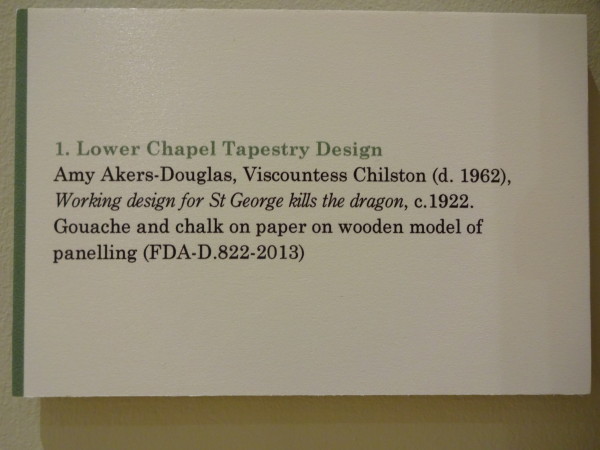 1. Lower Chapel Tapestry Design
Amy Akers-Douglas, Viscountess Chilston (d. 1962),
Working design for St George kills the dragon, c.1922.
Gouache and chalk on paper on wooden model of
panelling (FDA-D.822-2013)